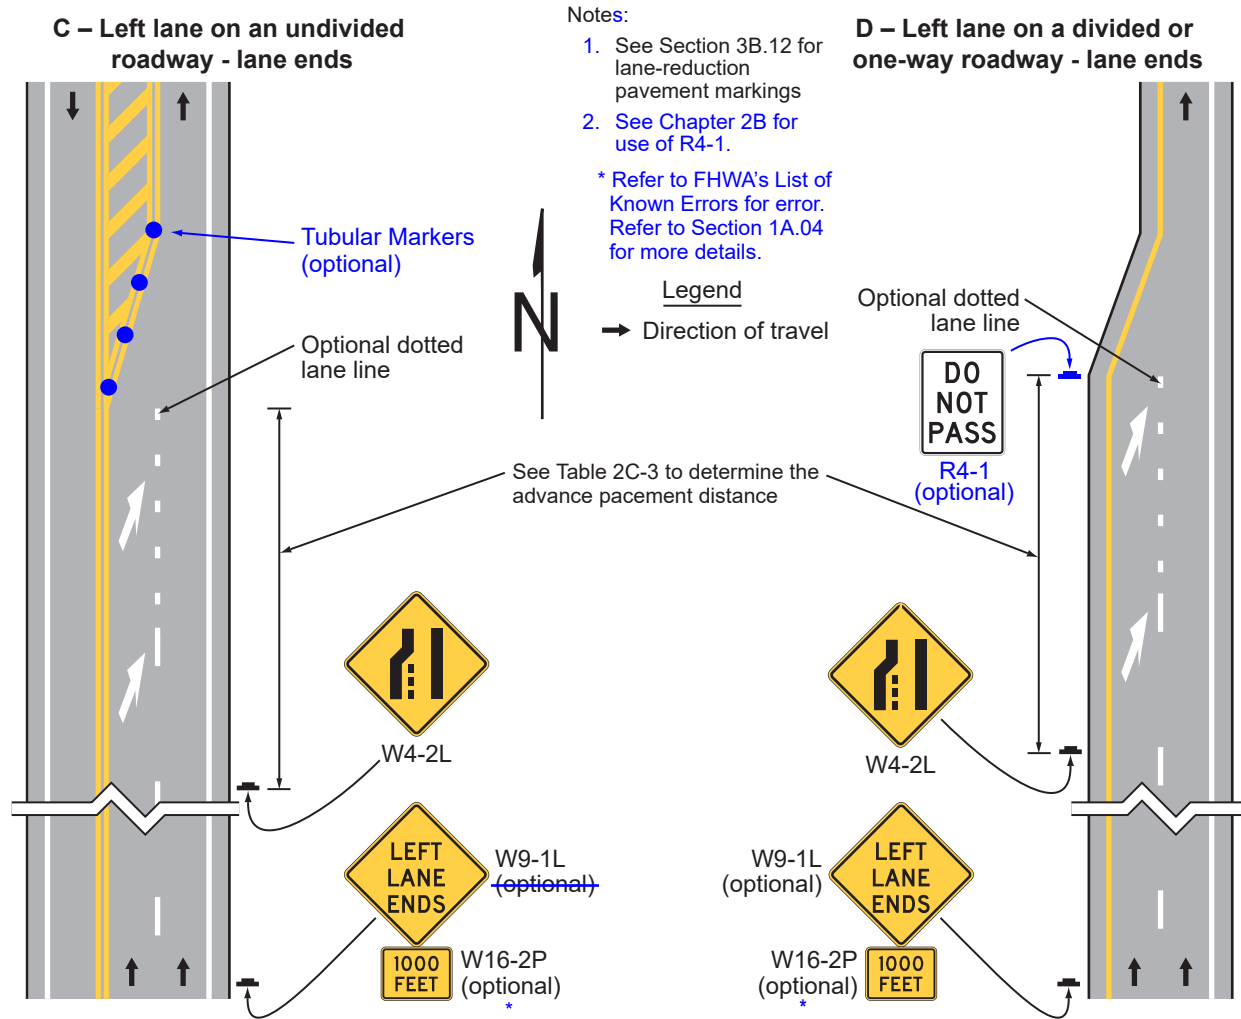 C – Left lane on an undivided
roadway - lane ends
Notes:
1. See Section 3B.12 for
lane-reduction
pavement markings
2. See Chapter 2B for
use of R4-1.
* Refer to FHWA's List of
Known Errors for error.
Refer to Section 1A.04
for more details.
Legend
Direction of travel
N
D – Left lane on a divided or
one-way roadway - lane ends
Tubular Markers
(optional)
Optional dotted
lane line
Optional dotted
lane line
DO
NOT
PASS
R4-1
(optional)
See Table 2C-3 to determine the
advance pacement distance
W4-2L
W4-2L
LEFT
LANE
ENDS
W9-1L
(optional)
1000
FEET
W16-2P
(optional)
*
W9-1L
(optional)
LEFT
LANE
ENDS
W16-2P
(optional)
*
1000
FEET